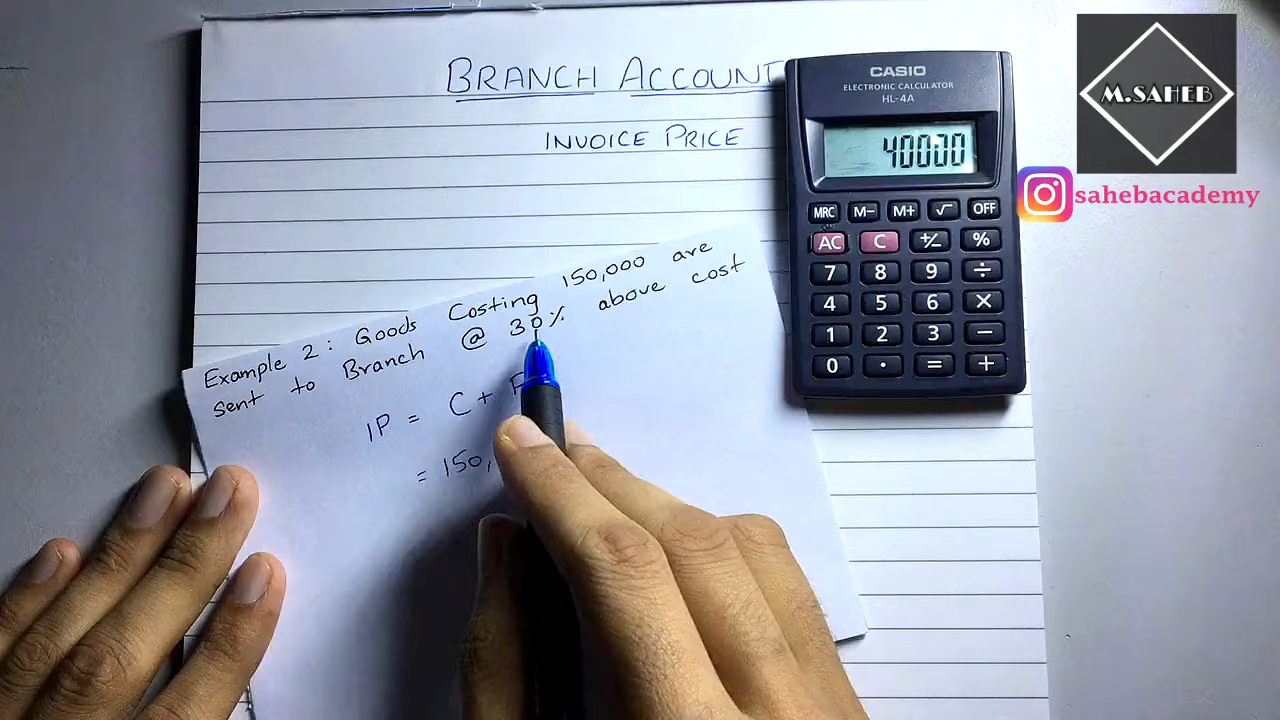 BRANCH ACCOUNT
INVOICE PRICE
Example 2 : Goods Costing 150,000 are
sent to Branch @ 30% above cost
IP = C +
= 150,
CASIO
ELECTRONIC CALCULATOR
HL-4A
40000
MRC M− M+ √ OFF
AC C +/− %
7 8 9 ÷
4 5 6 ×
1 2 3 −
0 · = +
M.SAHEB
sahebacademy